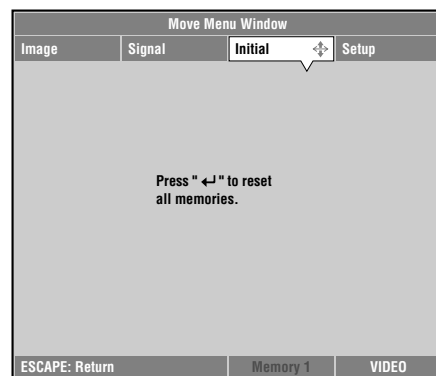 Move Menu Window
Image Signal Initial Setup
Press " ↵ " to reset
all memories.
ESCAPE: Return Memory 1 VIDEO